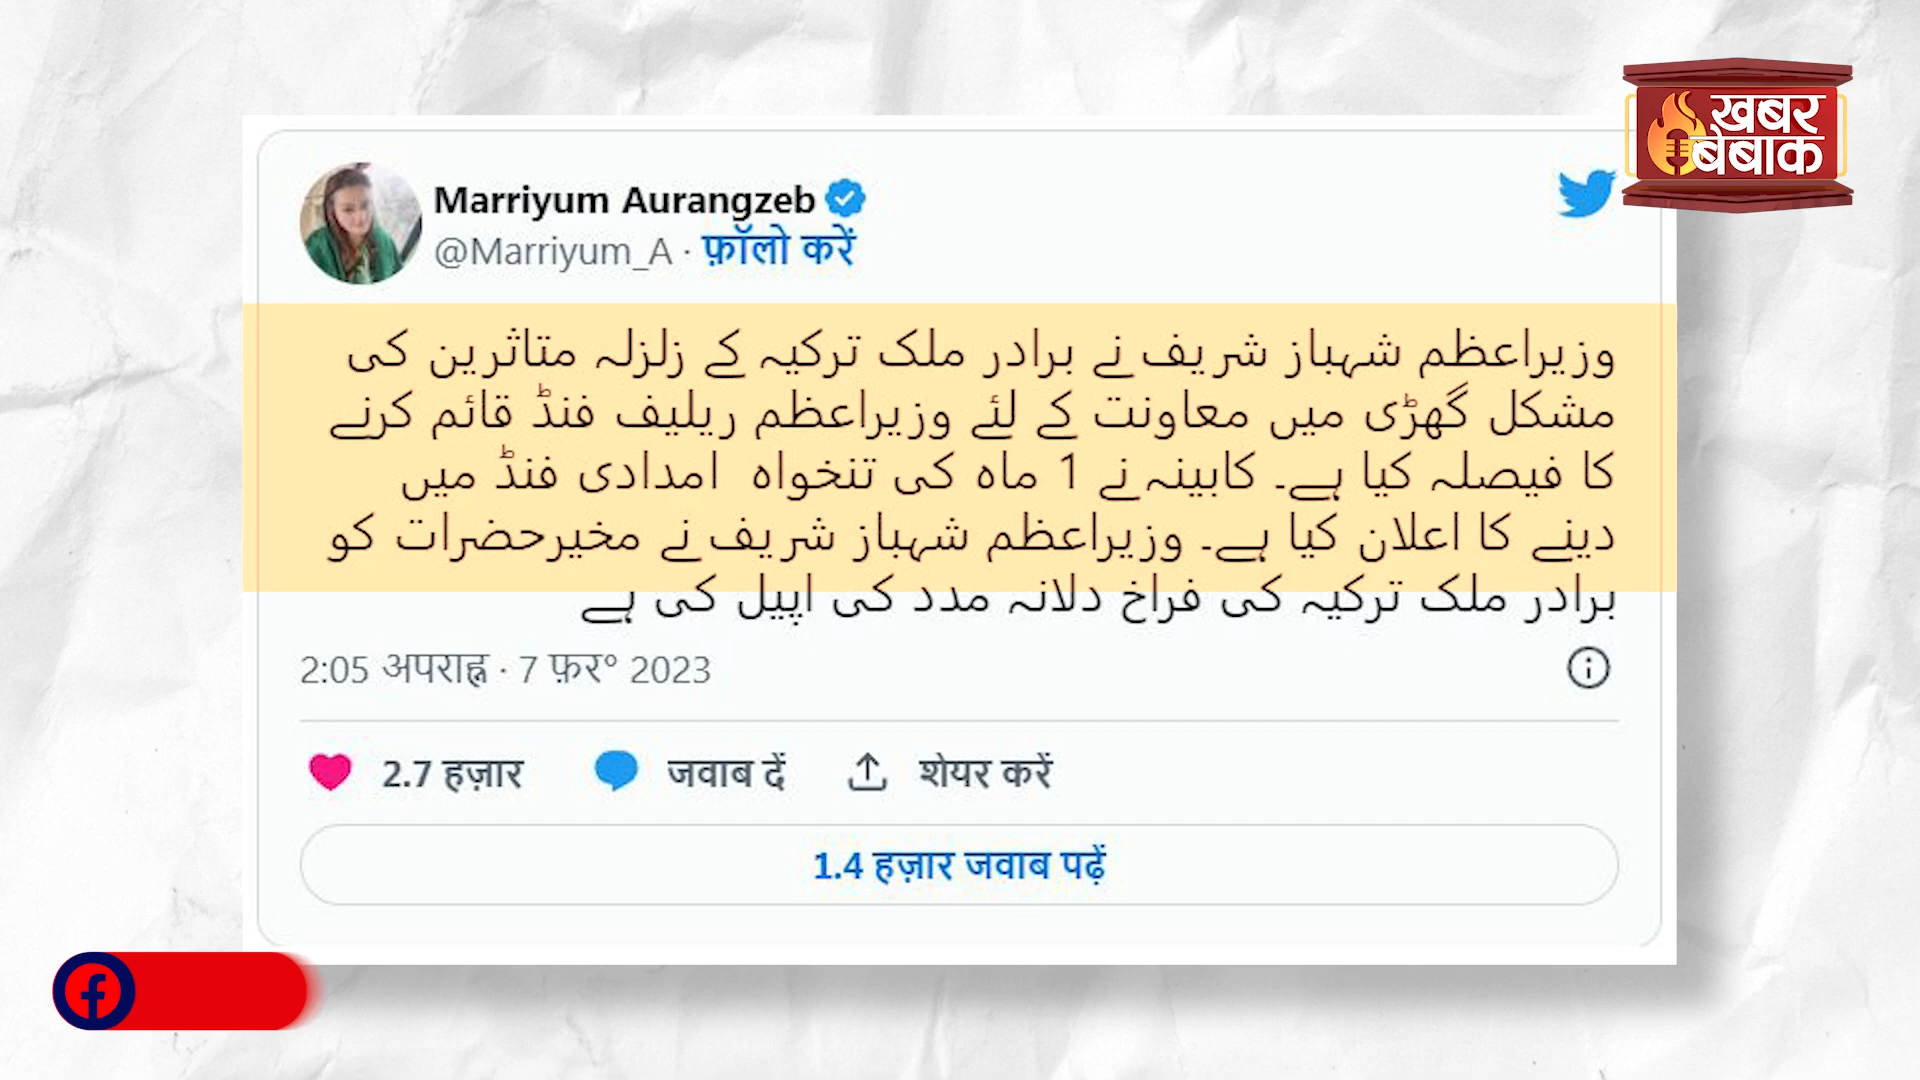 खबर
बेबाक
Marriyum Aurangzeb
@Marriyum_A · फ़ॉलो करें
وزیراعظم شہباز شریف نے برادر ملک ترکیہ کے زلزلہ متاثرین کی
مشکل گھڑی میں معاونت کے لئے وزیراعظم ریلیف فنڈ قائم کرنے
کا فیصلہ کیا ہے۔ کابینہ نے 1 ماہ کی تنخواہ امدادی فنڈ میں
دینے کا اعلان کیا ہے۔ وزیراعظم شہباز شریف نے مخیرحضرات کو
برادر ملک ترکیہ کی فراخ دلانہ مدد کی اپیل کی ہے
2:05 अपराह्न · 7 फ़र॰ 2023
2.7 हज़ार जवाब दें शेयर करें
1.4 हज़ार जवाब पढ़ें